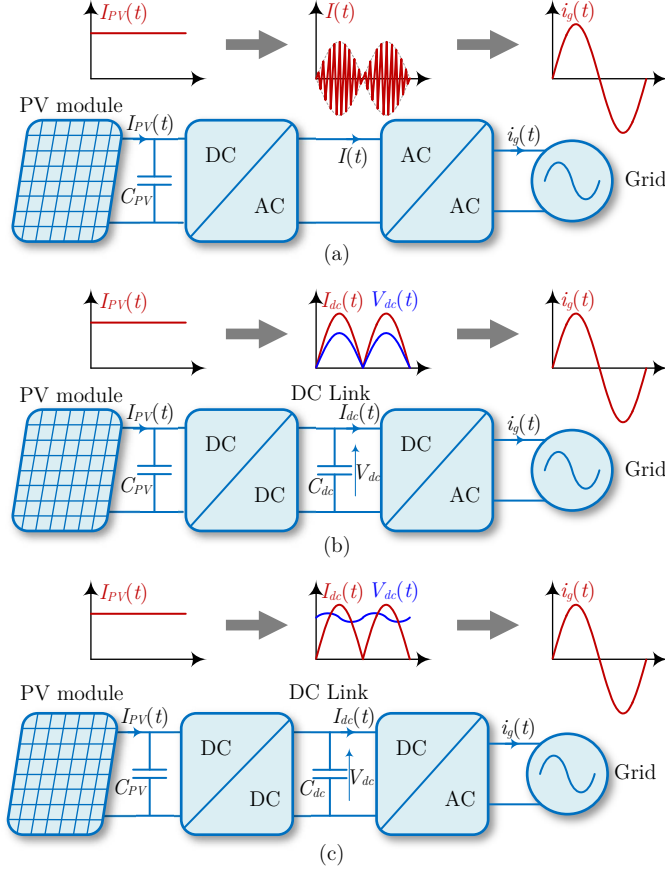 I_PV(t) I(t) i_g(t)
PV module
I_PV(t) i_g(t)
DC AC
I(t)
C_PV Grid
AC AC
(a)
I_PV(t) I_dc(t) V_dc(t) i_g(t)
PV module DC Link
I_PV(t) I_dc(t) i_g(t)
DC DC
C_PV C_dc V_dc Grid
DC AC
(b)
I_PV(t) I_dc(t) V_dc(t) i_g(t)
PV module DC Link
I_PV(t) I_dc(t) i_g(t)
DC DC
C_PV C_dc V_dc Grid
DC AC
(c)